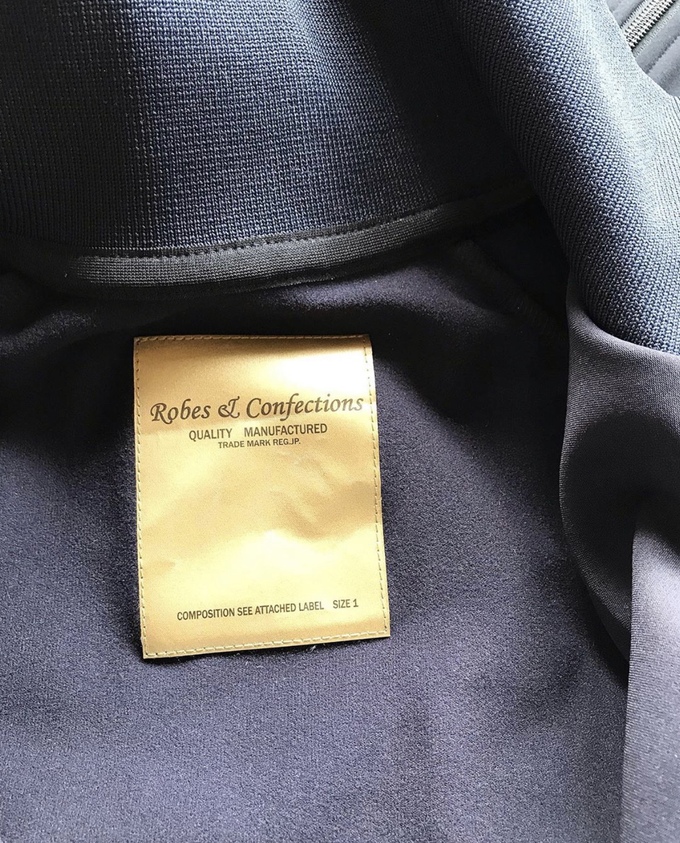 Robes & Confections
QUALITY MANUFACTURED
TRADE MARK REG.JP.
COMPOSITION SEE ATTACHED LABEL SIZE 1